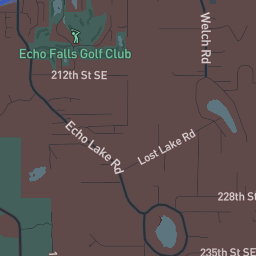 Welch Rd
Echo Falls Golf Club
212th St SE
Echo Lake Rd
Lost Lake Rd
228th S
235th St SE
1